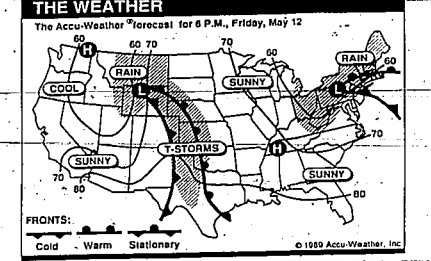 THE WEATHER
The Accu-Weather ® forecast for 6 P.M., Friday, May 12
60
H
60 70
70
60
RAIN
RAIN
60
COOL
L
SUNNY
L
T-STORMS
H
70
SUNNY
SUNNY
70
80
80
FRONTS:
Cold Warm Stationary
© 1989 Accu-Weather, Inc